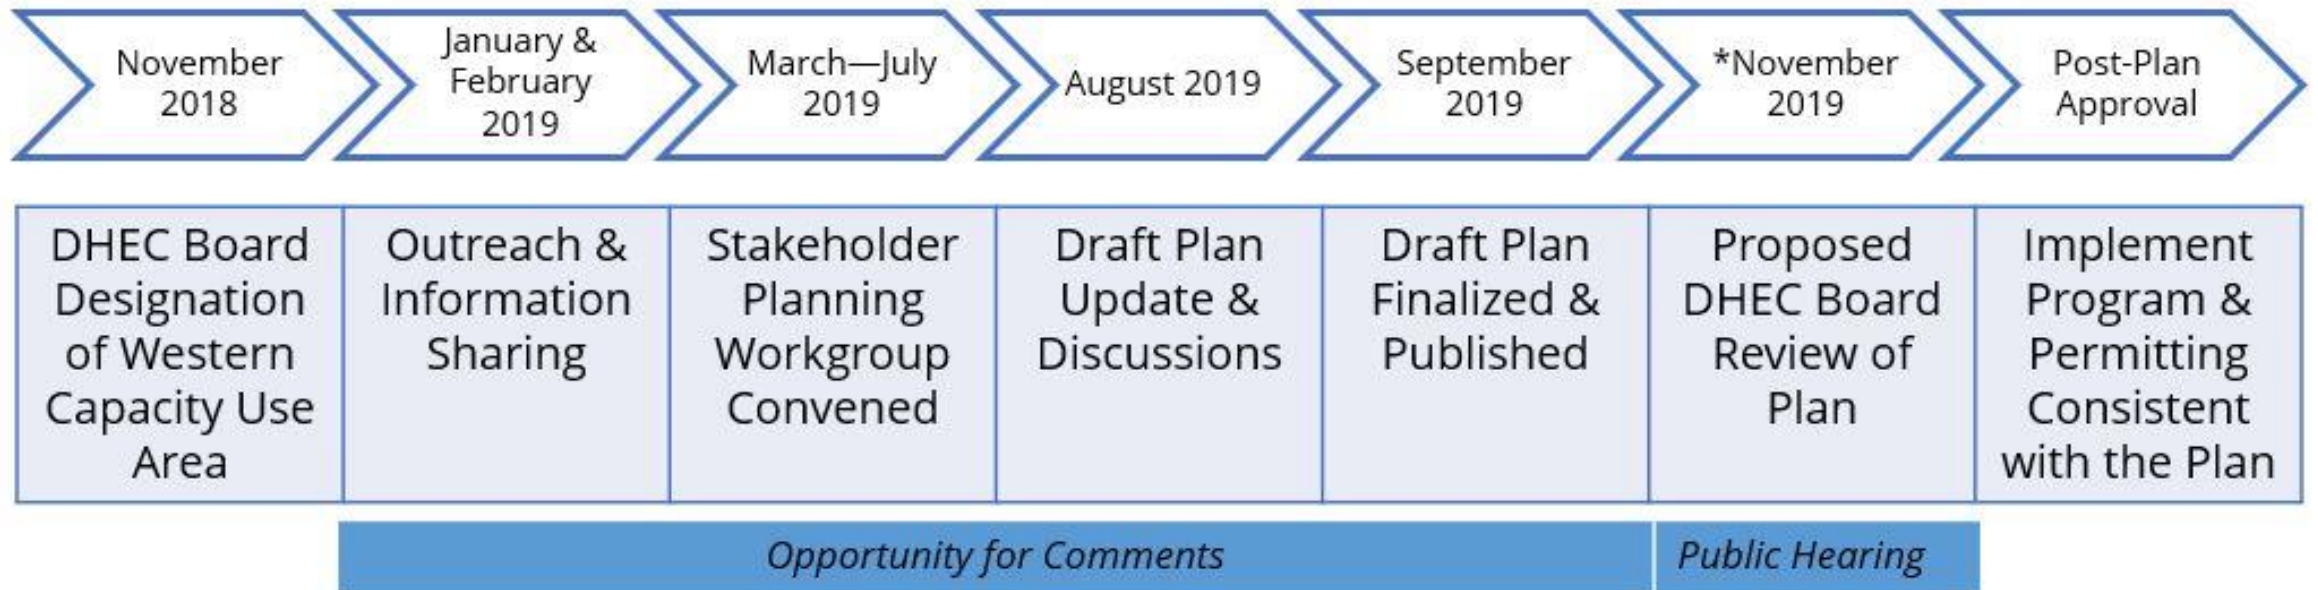 November
2018
January &
February
2019
March—July
2019
August 2019
September
2019
*November
2019
Post-Plan
Approval
DHEC Board
Designation
of Western
Capacity Use
Area
Outreach &
Information
Sharing
Stakeholder
Planning
Workgroup
Convened
Draft Plan
Update &
Discussions
Draft Plan
Finalized &
Published
Proposed
DHEC Board
Review of
Plan
Implement
Program &
Permitting
Consistent
with the Plan
Opportunity for Comments
Public Hearing